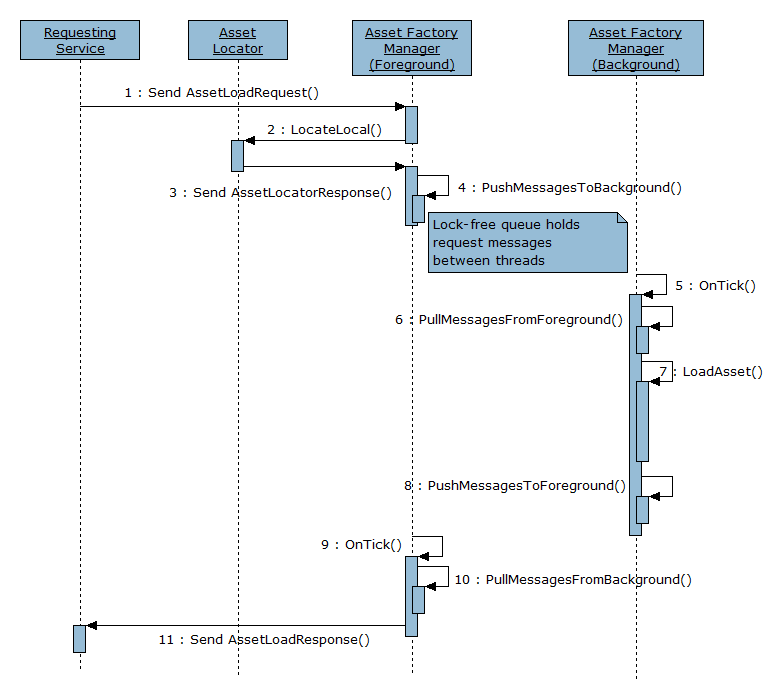 Requesting
Service
Asset
Locator
Asset Factory
Manager
(Foreground)
Asset Factory
Manager
(Background)
1 : Send AssetLoadRequest()
2 : LocateLocal()
3 : Send AssetLocatorResponse()
4 : PushMessagesToBackground()
Lock-free queue holds
request messages
between threads
5 : OnTick()
6 : PullMessagesFromForeground()
7 : LoadAsset()
8 : PushMessagesToForeground()
9 : OnTick()
10 : PullMessagesFromBackground()
11 : Send AssetLoadResponse()